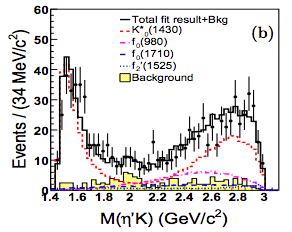 60
50
40
30
20
10
0
Events / (34 MeV/c²)
Total fit result+Bkg
K*₀(1430)
f₀(980)
f₀(1710)
f₂'(1525)
Background
(b)
1.4 1.6 1.8 2 2.2 2.4 2.6 2.8 3
M(η'K) (GeV/c²)